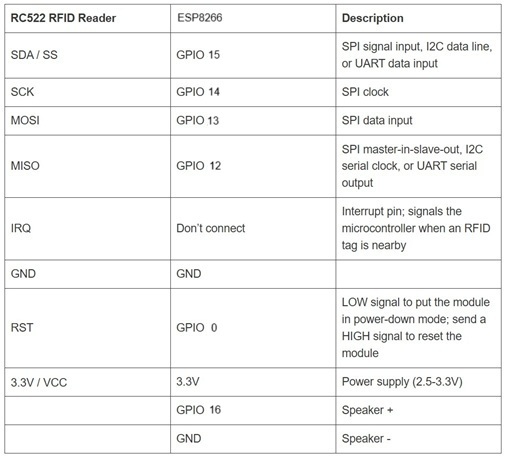 RC522 RFID Reader ESP8266 Description
SDA / SS GPIO 15 SPI signal input, I2C data line,
or UART data input
SCK GPIO 14 SPI clock
MOSI GPIO 13 SPI data input
MISO GPIO 12 SPI master-in-slave-out, I2C
serial clock, or UART serial
output
IRQ Don’t connect Interrupt pin; signals the
microcontroller when an RFID
tag is nearby
GND GND
RST GPIO 0 LOW signal to put the module
in power-down mode; send a
HIGH signal to reset the
module
3.3V / VCC 3.3V Power supply (2.5-3.3V)
GPIO 16 Speaker +
GND Speaker -